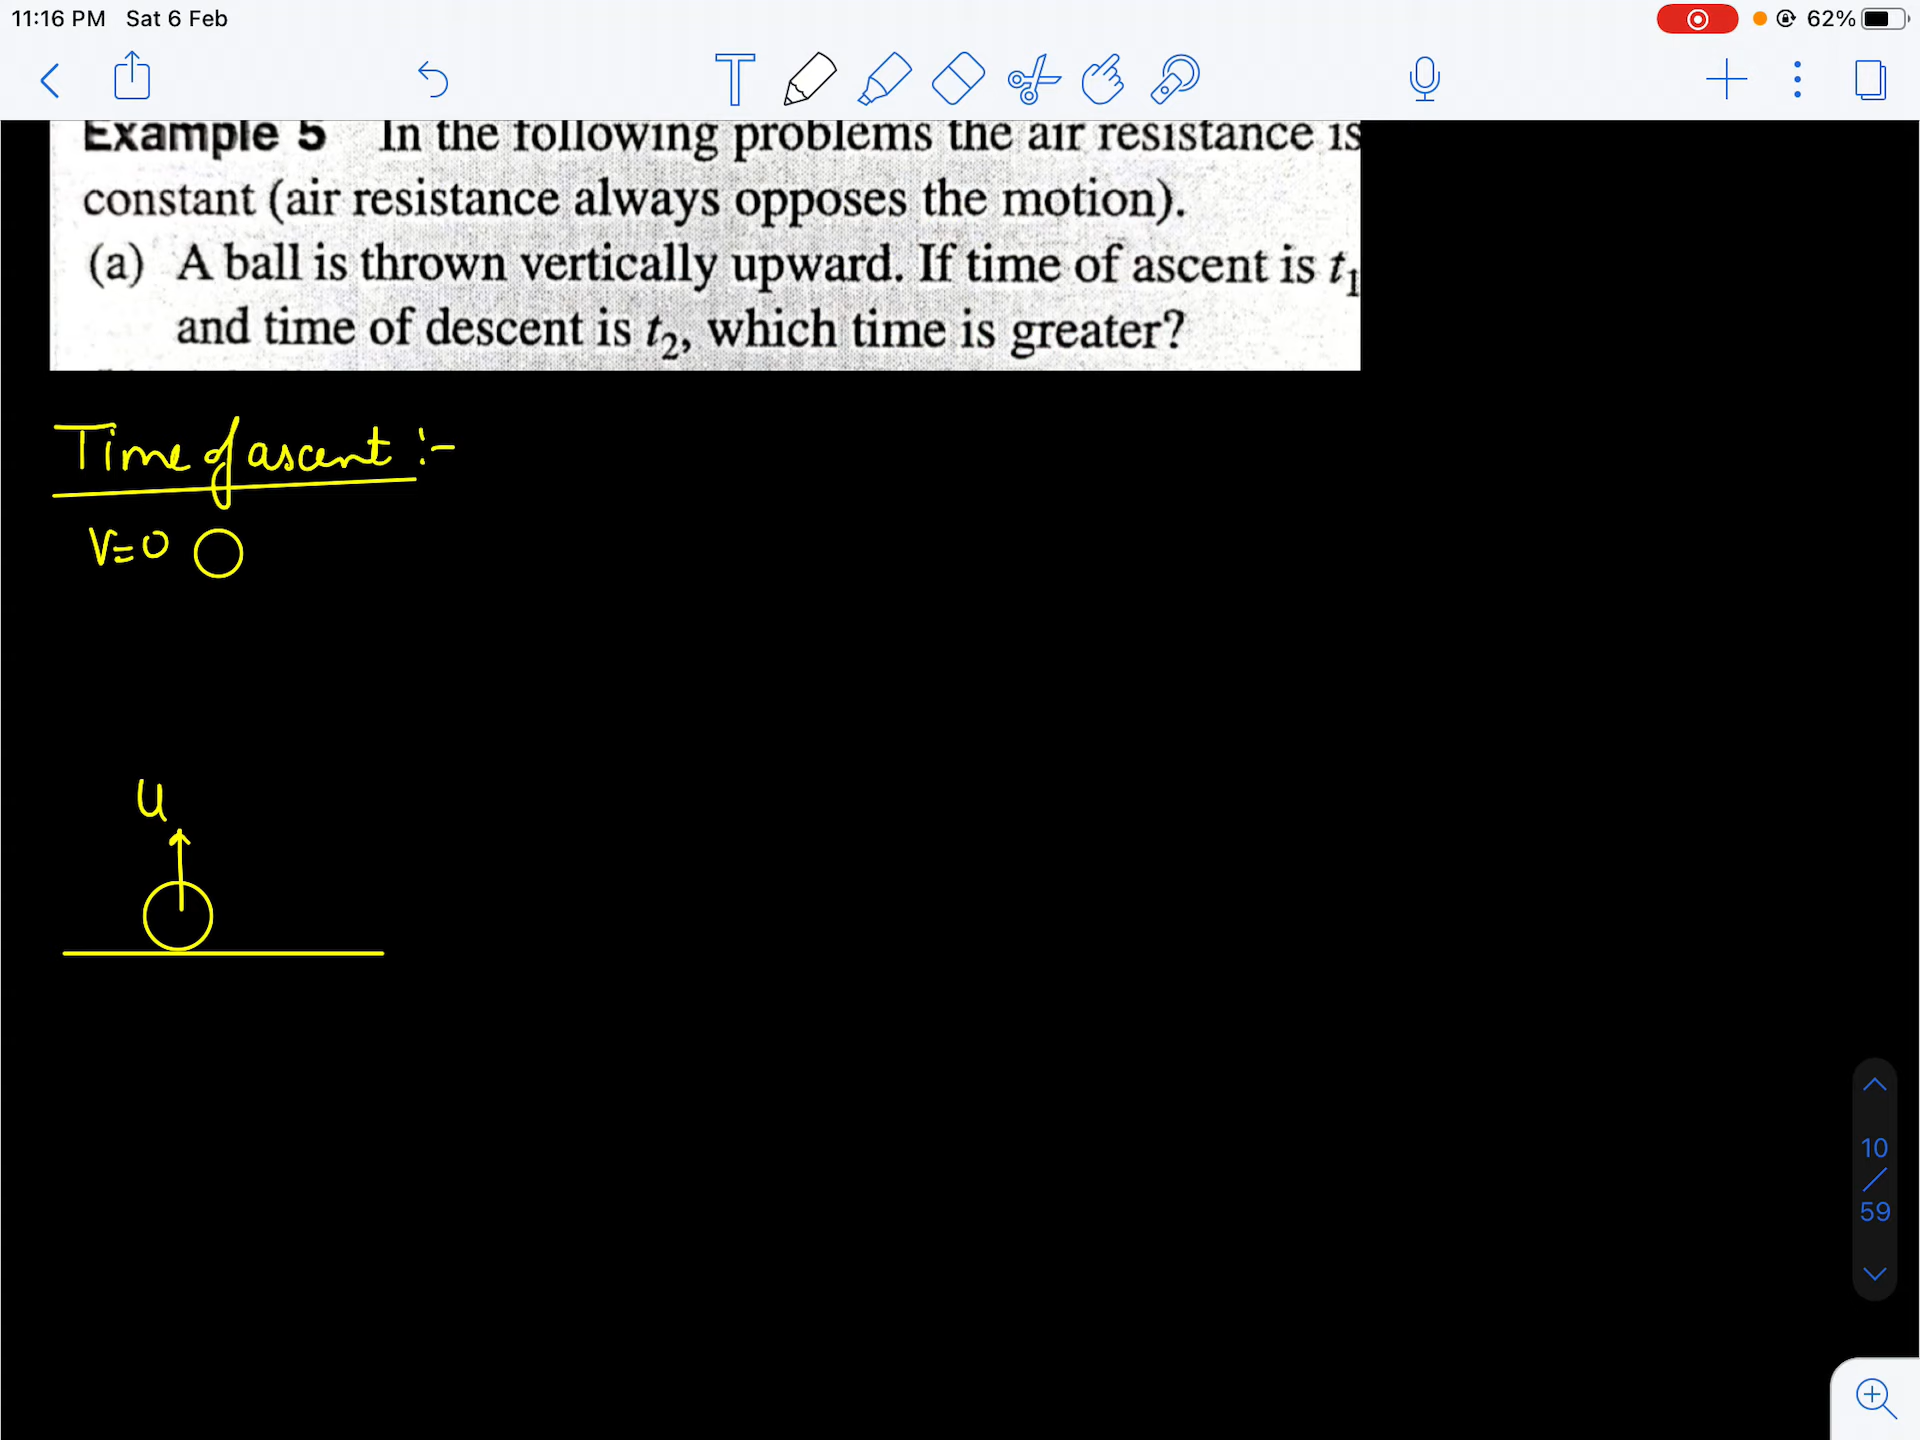 11:16 PM Sat 6 Feb
62%
T
Example 5 In the following problems the air resistance is
constant (air resistance always opposes the motion).
(a) A ball is thrown vertically upward. If time of ascent is t₁
and time of descent is t₂, which time is greater?
Time of ascent :-
V=0
u
10
/
59